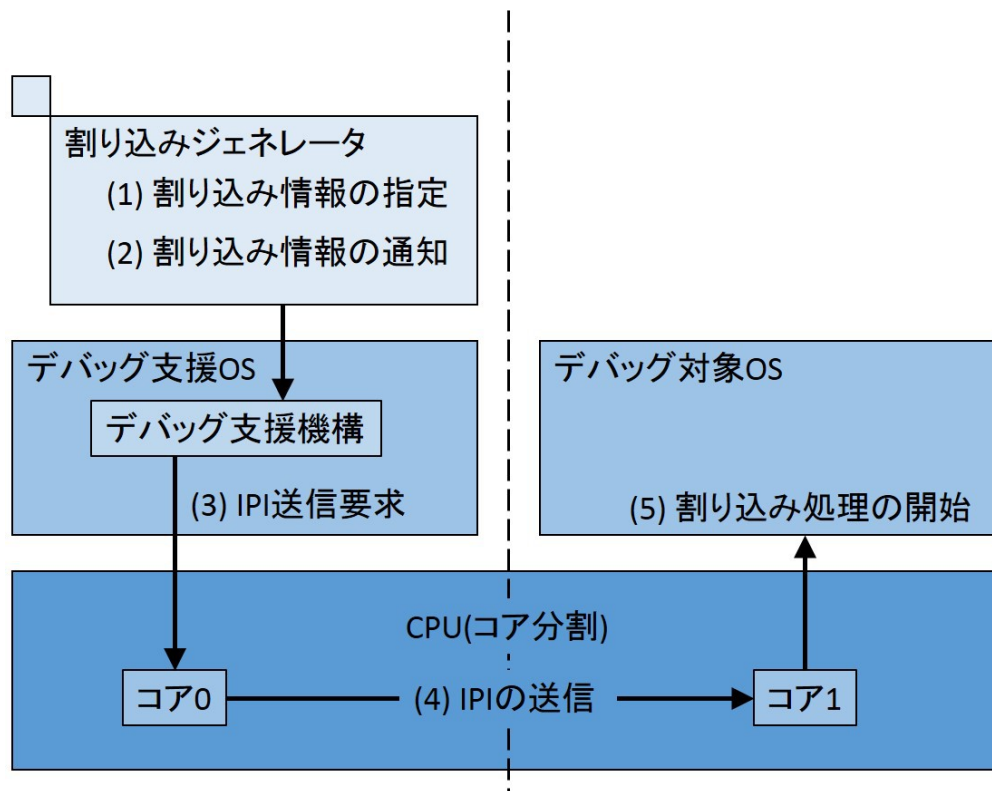 割り込みジェネレータ
(1) 割り込み情報の指定
(2) 割り込み情報の通知
デバッグ支援OS
デバッグ支援機構
(3) IPI送信要求
デバッグ対象OS
(5) 割り込み処理の開始
CPU(コア分割)
コア0
(4) IPIの送信
コア1